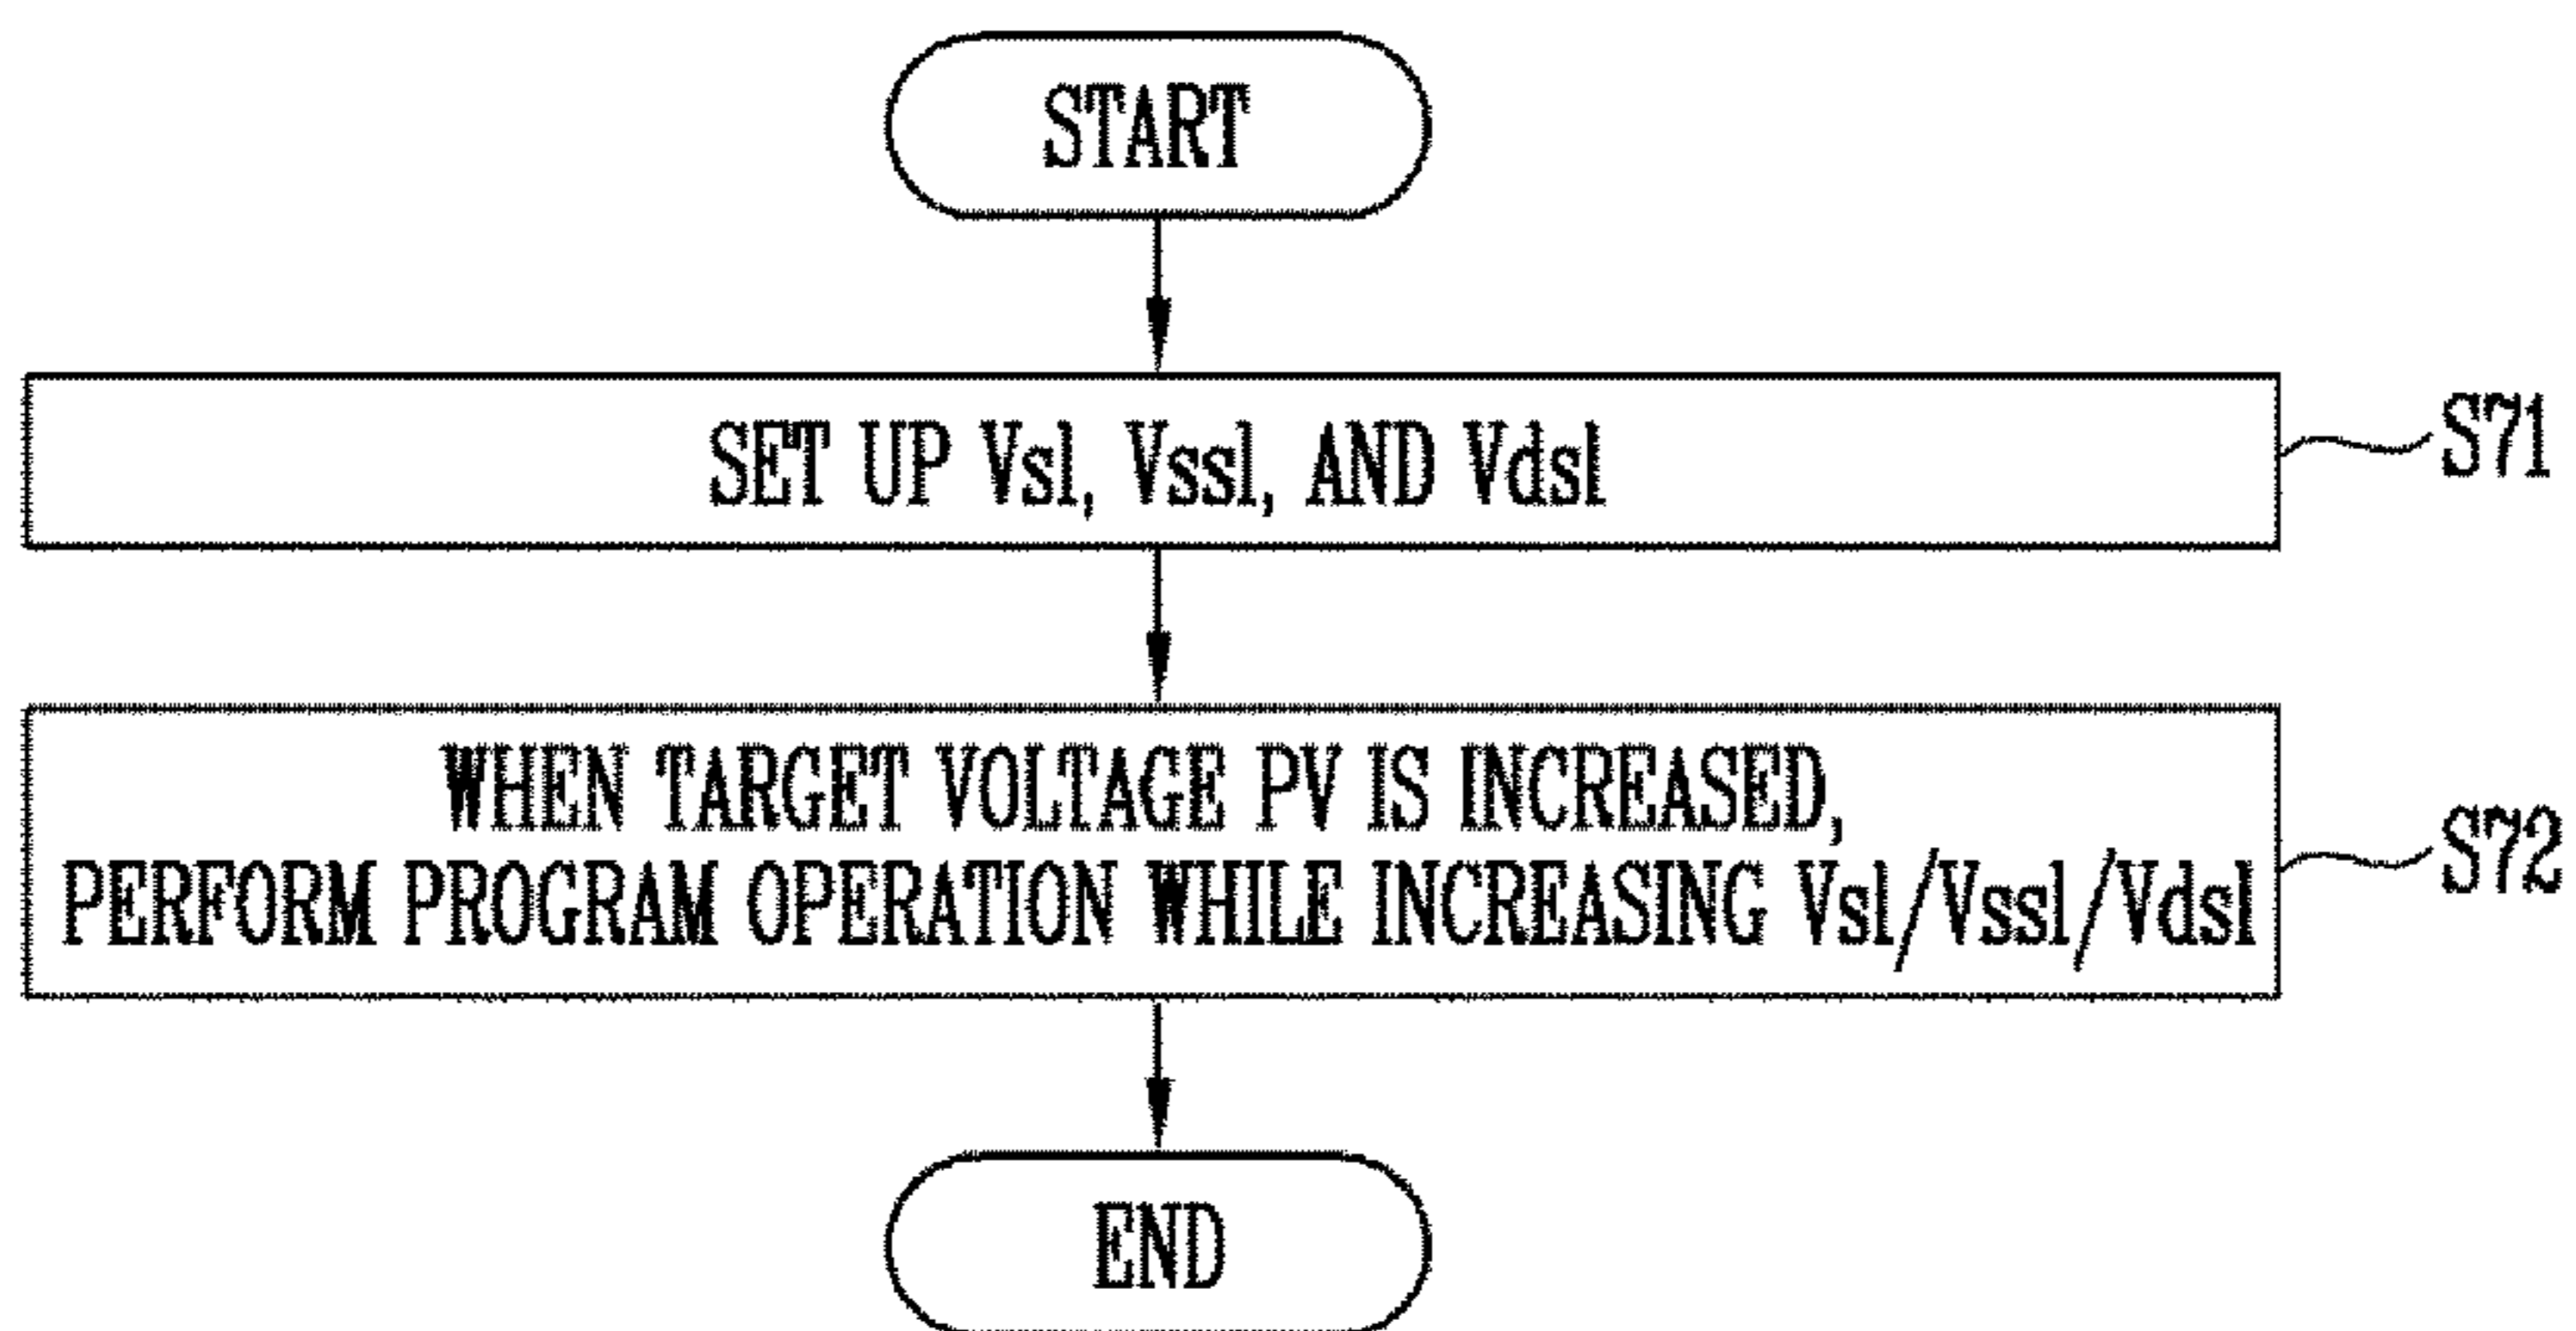 START
SET UP Vsl, Vssl, AND Vdsl
S71
WHEN TARGET VOLTAGE PV IS INCREASED,
PERFORM PROGRAM OPERATION WHILE INCREASING Vsl/Vssl/Vdsl
S72
END